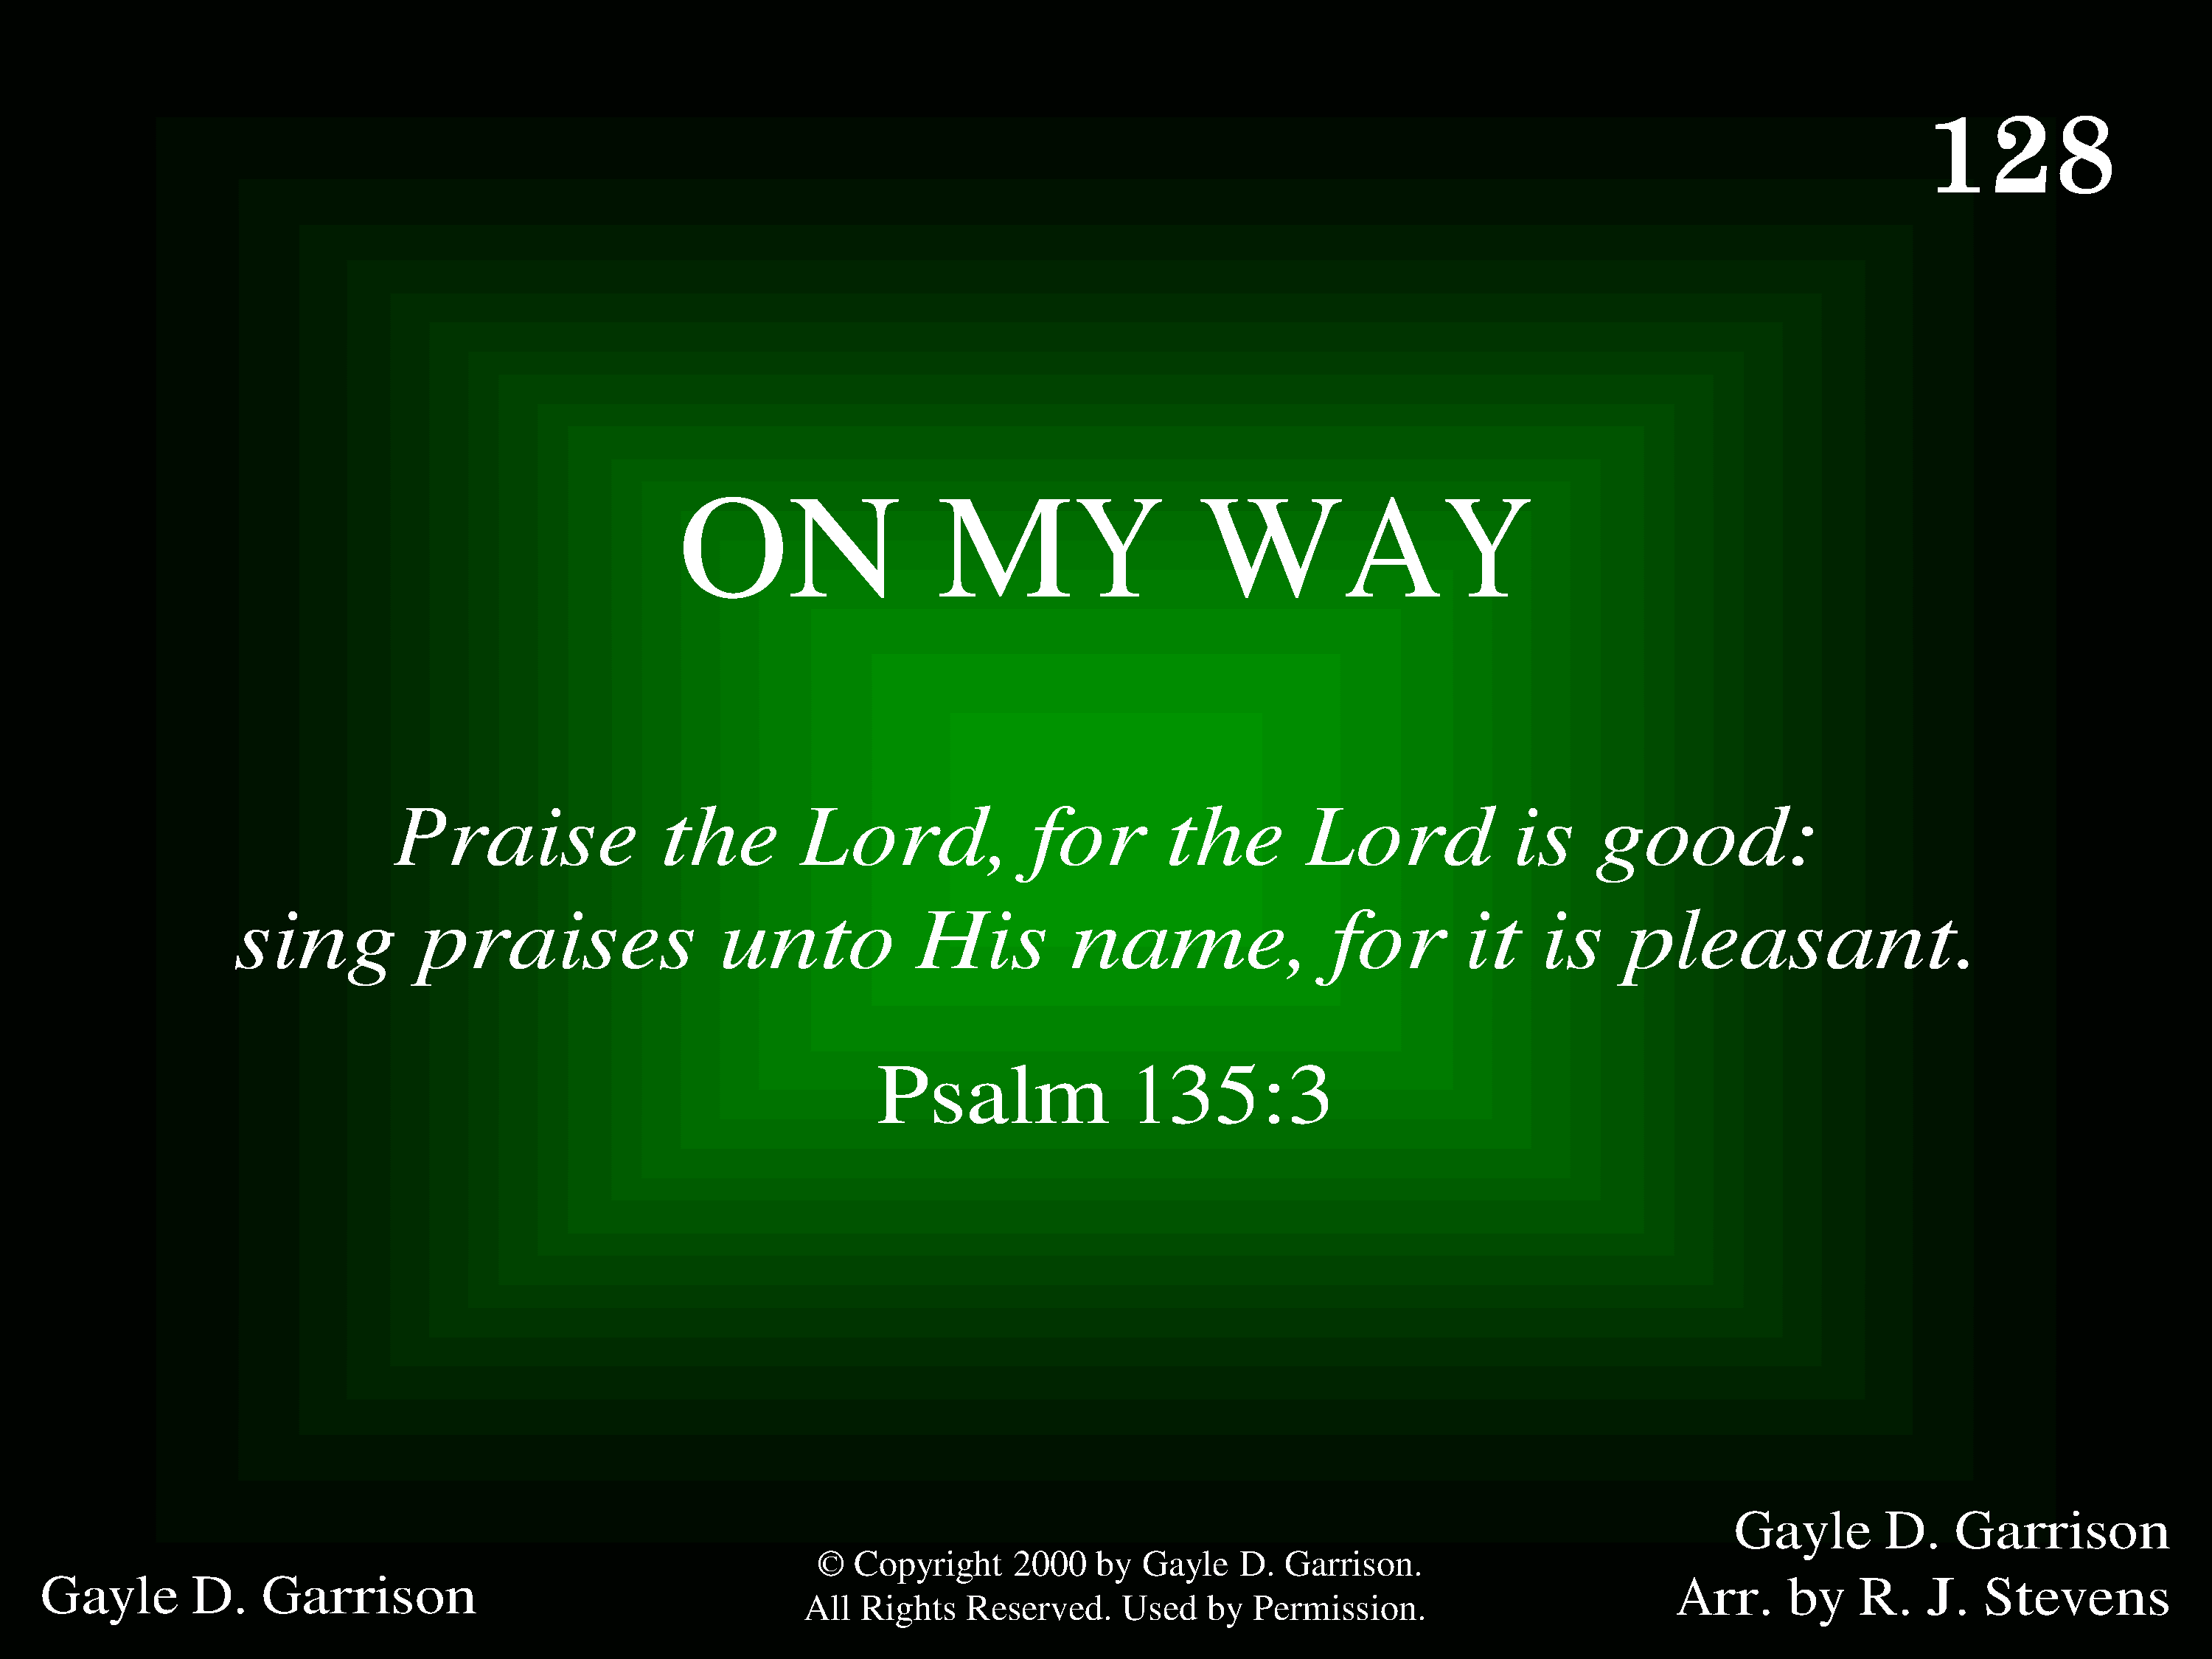 128
ON MY WAY
Praise the Lord, for the Lord is good:
sing praises unto His name, for it is pleasant.
Psalm 135:3
Gayle D. Garrison
© Copyright 2000 by Gayle D. Garrison.
All Rights Reserved. Used by Permission.
Gayle D. Garrison
Arr. by R. J. Stevens